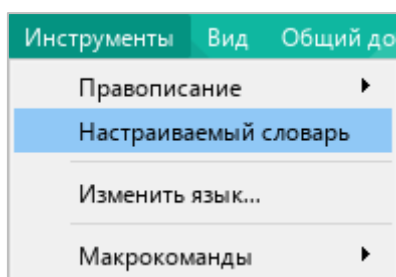 Инструменты Вид Общий до
Правописание
Настраиваемый словарь
Изменить язык...
Макрокоманды